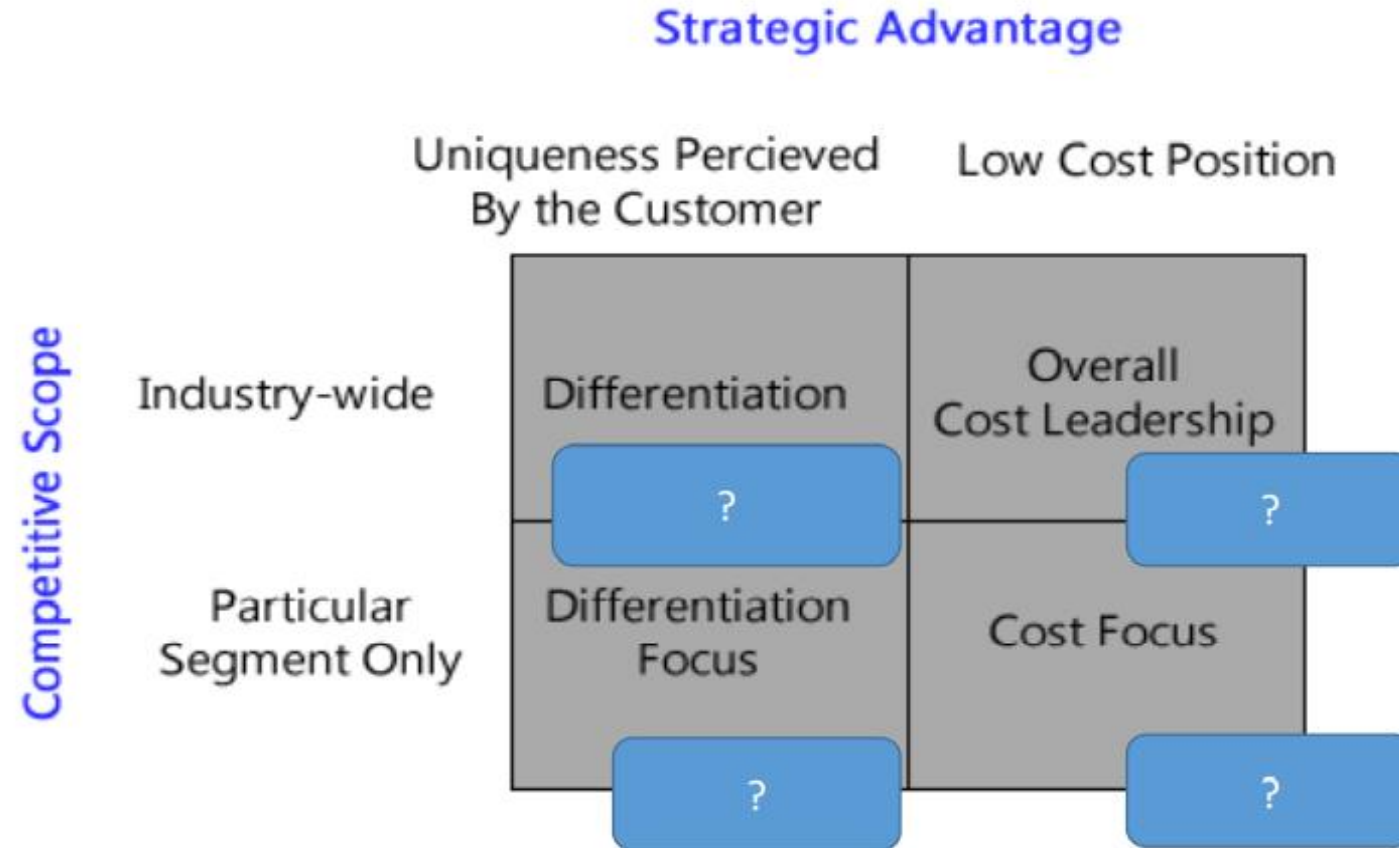 Strategic Advantage
Uniqueness Percieved
By the Customer
Low Cost Position
Competitive Scope
Industry-wide
Differentiation
Overall
Cost Leadership
?
?
Particular
Segment Only
Differentiation
Focus
Cost Focus
?
?